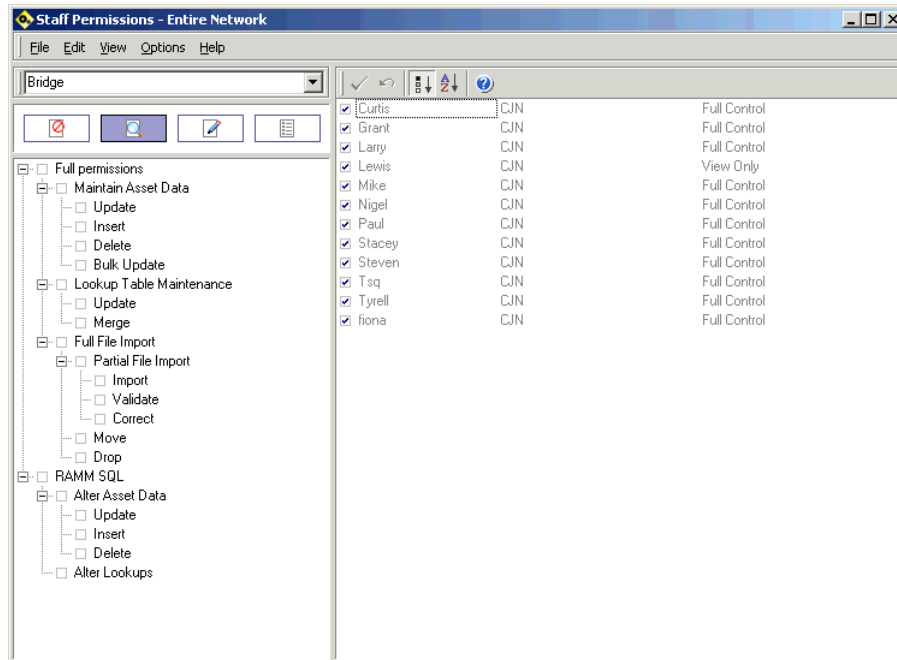 Staff Permissions - Entire Network
File Edit View Options Help
Bridge
Full permissions
Maintain Asset Data
Update
Insert
Delete
Bulk Update
Lookup Table Maintenance
Update
Merge
Full File Import
Partial File Import
Import
Validate
Correct
Move
Drop
RAMM SQL
Alter Asset Data
Update
Insert
Delete
Alter Lookups
A Z
Curtis CJN Full Control
Grant CJN Full Control
Larry CJN Full Control
Lewis CJN View Only
Mike CJN Full Control
Nigel CJN Full Control
Paul CJN Full Control
Stacey CJN Full Control
Steven CJN Full Control
Tsq CJN Full Control
Tyrell CJN Full Control
fiona CJN Full Control